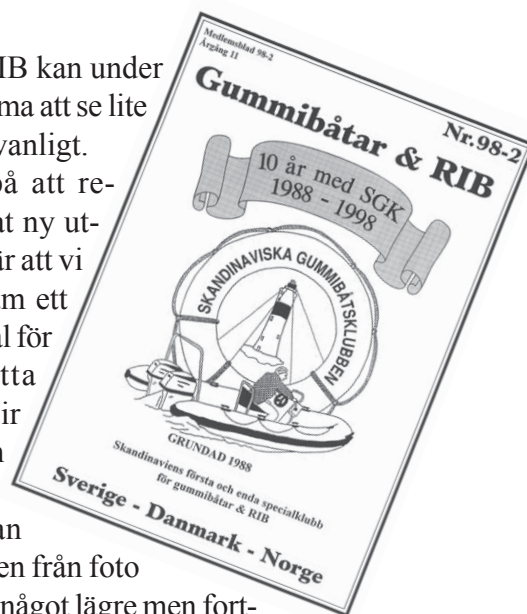 IB kan under
ma att se lite
vanligt.
på att re-
at ny ut-
är att vi
am ett
al för
tta
ir
n
an
en från foto
något lägre men fort-
Medlemsblad 98-2
Årgång 11
Nr.98-2
Gummibåtar & RIB
10 år med SGK
1988 - 1998
SKANDINAVISKA GUMMIBÅTSKLUBBEN
GRUNDAD 1988
Skandinaviens första och enda specialklubb
för gummibåtar & RIB
Sverige - Danmark - Norge